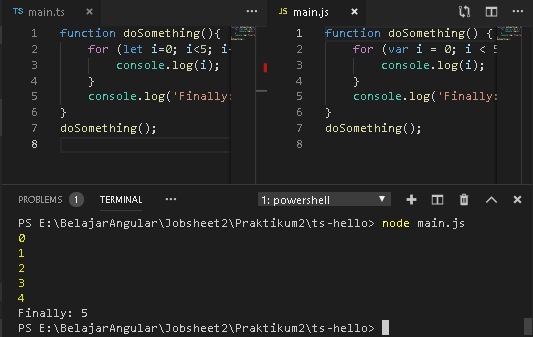 TS main.ts
JS main.js
1 function doSomething(){
2 for (let i=0; i<5; i
3 console.log(i);
4 }
5 console.log('Finally:
6 }
7 doSomething();
8
1 function doSomething() {
2 for (var i = 0; i < 5
3 console.log(i);
4 }
5 console.log('Finally:
6 }
7 doSomething();
8
PROBLEMS 1 TERMINAL ••• 1: powershell
PS E:\BelajarAngular\Jobsheet2\Praktikum2\ts-hello> node main.js
0
1
2
3
4
Finally: 5
PS E:\BelajarAngular\Jobsheet2\Praktikum2\ts-hello>